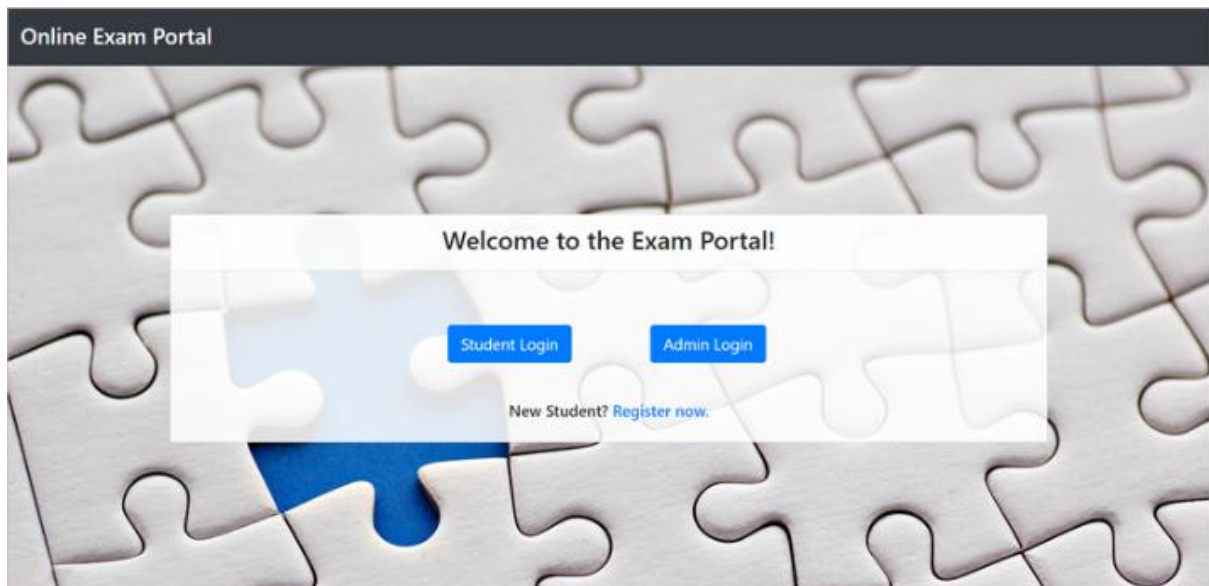 Online Exam Portal
Welcome to the Exam Portal!
Student Login
Admin Login
New Student? Register now.